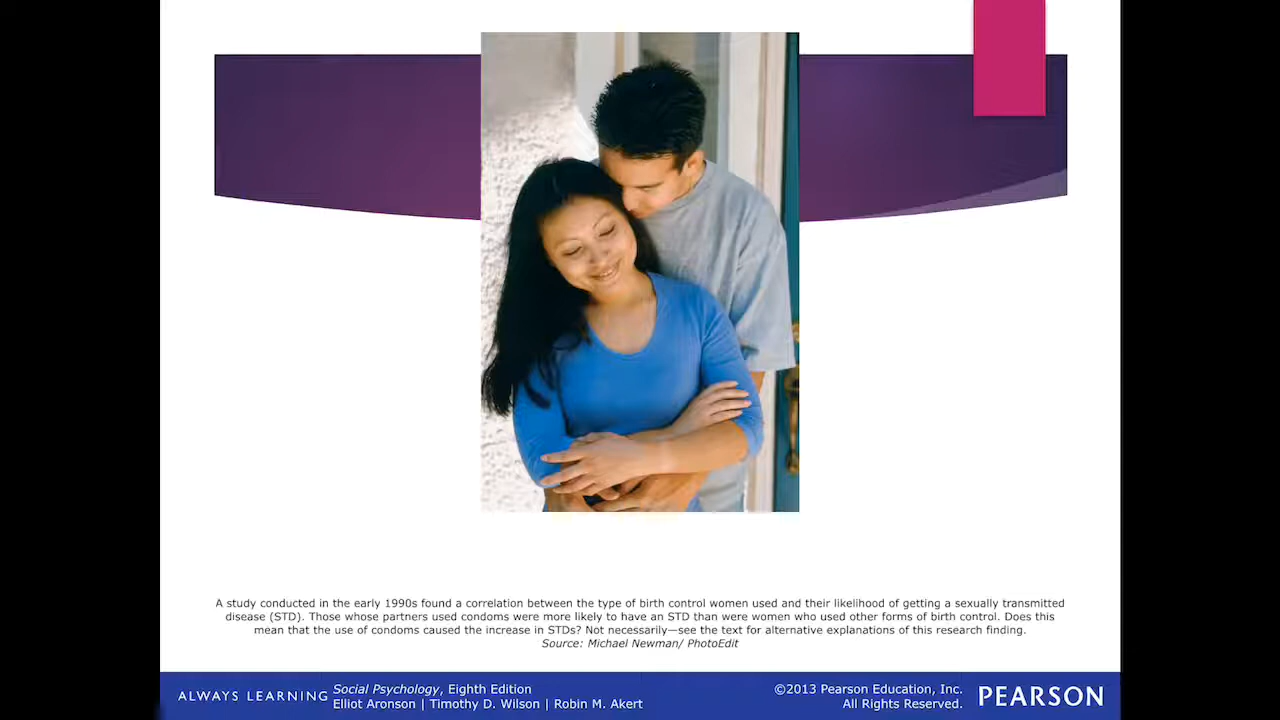 A study conducted in the early 1990s found a correlation between the type of birth control women used and their likelihood of getting a sexually transmitted
disease (STD). Those whose partners used condoms were more likely to have an STD than were women who used other forms of birth control. Does this
mean that the use of condoms caused the increase in STDs? Not necessarily—see the text for alternative explanations of this research finding.
Source: Michael Newman/ PhotoEdit
ALWAYS LEARNING
Social Psychology, Eighth Edition
Elliot Aronson | Timothy D. Wilson | Robin M. Akert
©2013 Pearson Education, Inc.
All Rights Reserved.
PEARSON